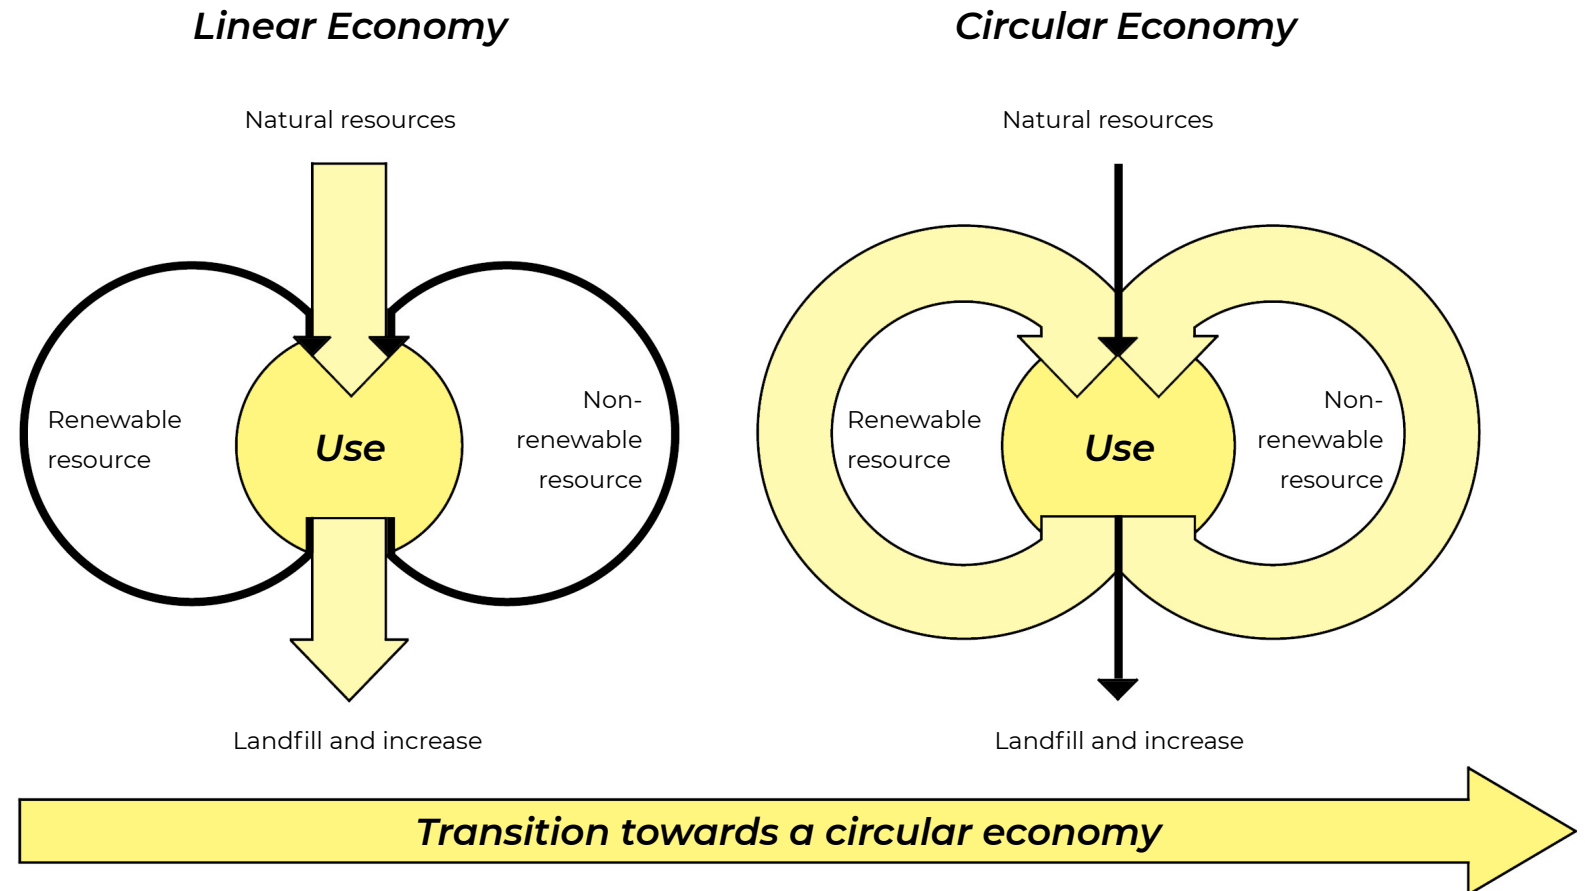 Linear Economy
Natural resources
Renewable
resource
Use
Non-
renewable
resource
Landfill and increase
Circular Economy
Natural resources
Renewable
resource
Use
Non-
renewable
resource
Landfill and increase
Transition towards a circular economy